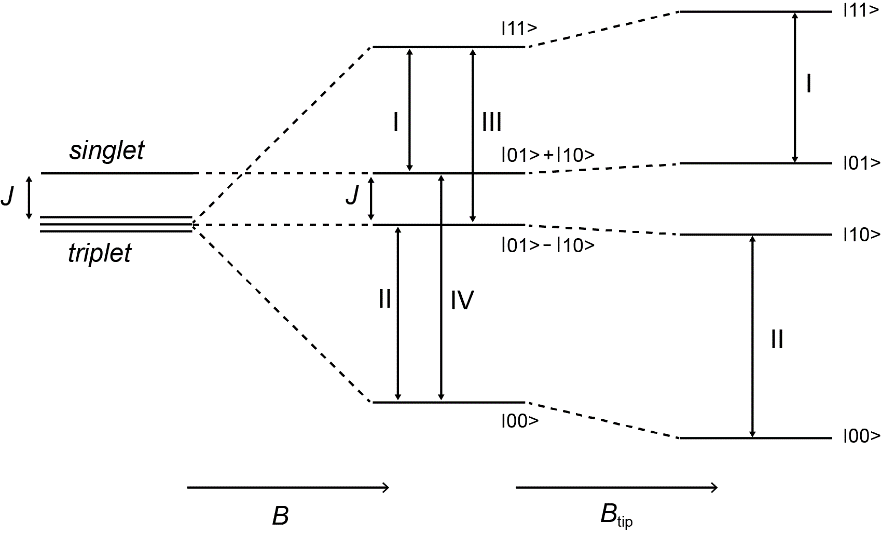 |11>
|11>
singlet
I
III
I
|01>+|10>
|01>
J
J
|10>
triplet
|01>−|10>
II
IV
II
|00>
|00>
B
Btip